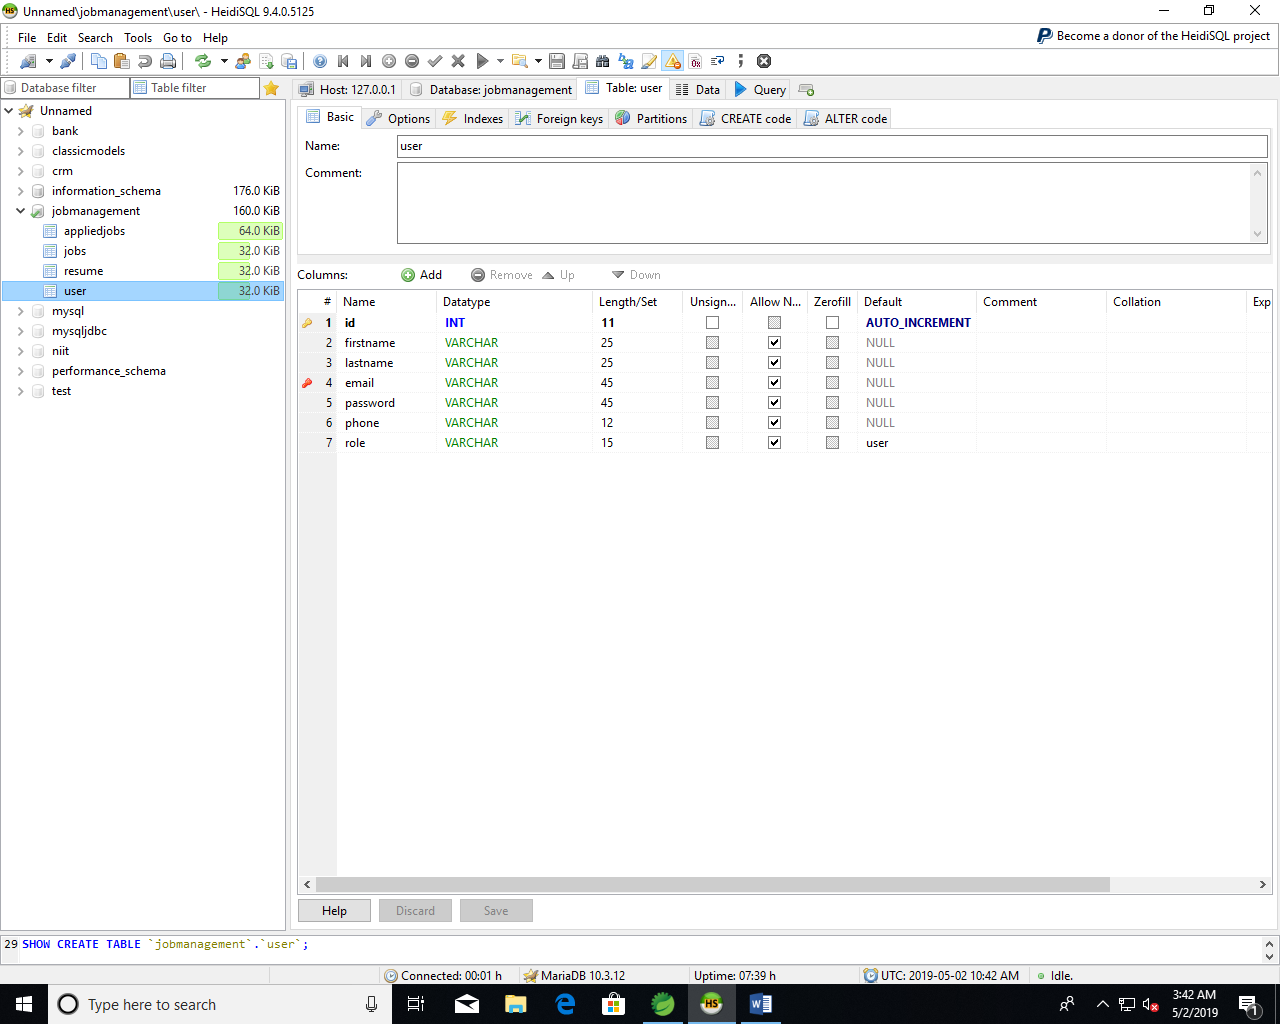 Unnamed\jobmanagement\user\ - HeidiSQL 9.4.0.5125
File Edit Search Tools Go to Help
Become a donor of the HeidiSQL project
Database filter Table filter
Host: 127.0.0.1 Database: jobmanagement Table: user Data Query
Unnamed
bank
classicmodels
crm
information_schema 176.0 KiB
jobmanagement 160.0 KiB
appliedjobs 64.0 KiB
jobs 32.0 KiB
resume 32.0 KiB
user 32.0 KiB
mysql
mysqljdbc
niit
performance_schema
test
Basic Options Indexes Foreign keys Partitions CREATE code ALTER code
Name: user
Comment:
Columns: Add Remove Up Down
# Name Datatype Length/Set Unsign... Allow N... Zerofill Default Comment Collation Exp
1 id INT 11 AUTO_INCREMENT
2 firstname VARCHAR 25 NULL
3 lastname VARCHAR 25 NULL
4 email VARCHAR 45 NULL
5 password VARCHAR 45 NULL
6 phone VARCHAR 12 NULL
7 role VARCHAR 15 user
Help Discard Save
29 SHOW CREATE TABLE `jobmanagement`.`user`;
Connected: 00:01 h MariaDB 10.3.12 Uptime: 07:39 h UTC: 2019-05-02 10:42 AM Idle.
Type here to search
3:42 AM
5/2/2019
1